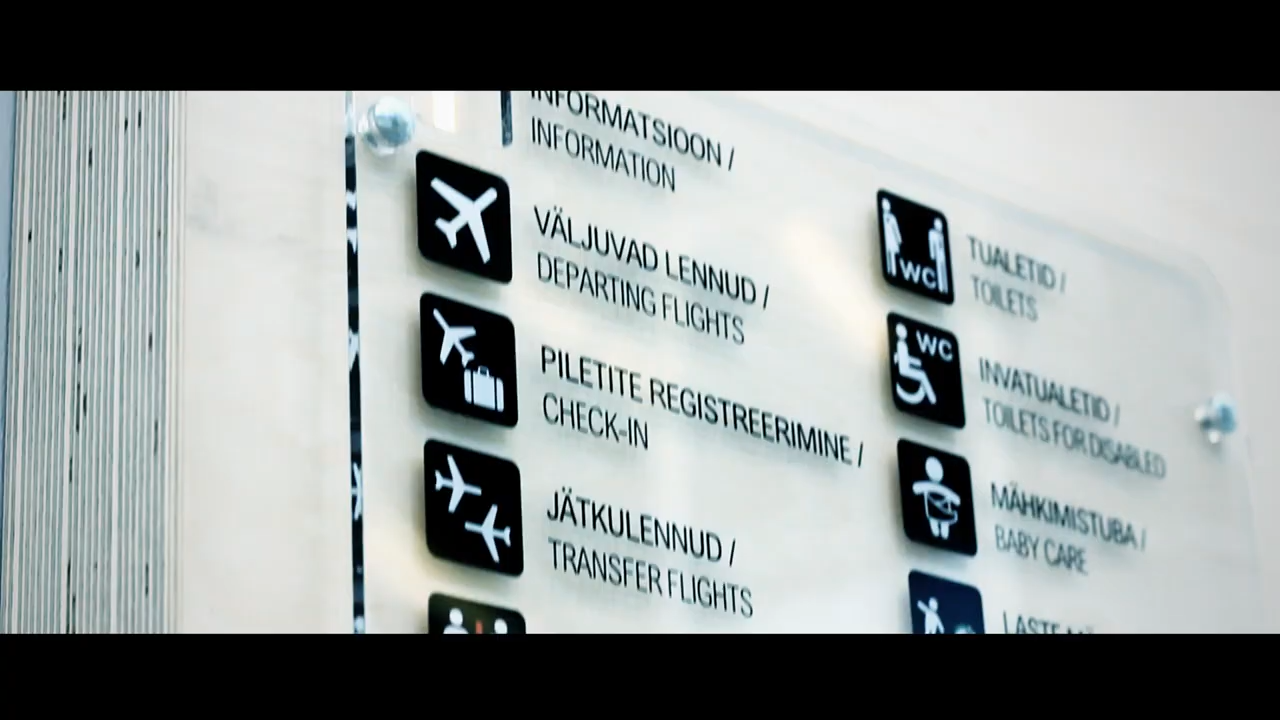 INFORMATSIOON /
INFORMATION
VÄLJUVAD LENNUD /
DEPARTING FLIGHTS
PILETITE REGISTREERIMINE /
CHECK-IN
JÄTKULENNUD /
TRANSFER FLIGHTS
WC
TUALETID /
TOILETS
WC
INVATUALETID /
TOILETS FOR DISABLED
MÄHKIMISTUBA /
BABY CARE
LASTE